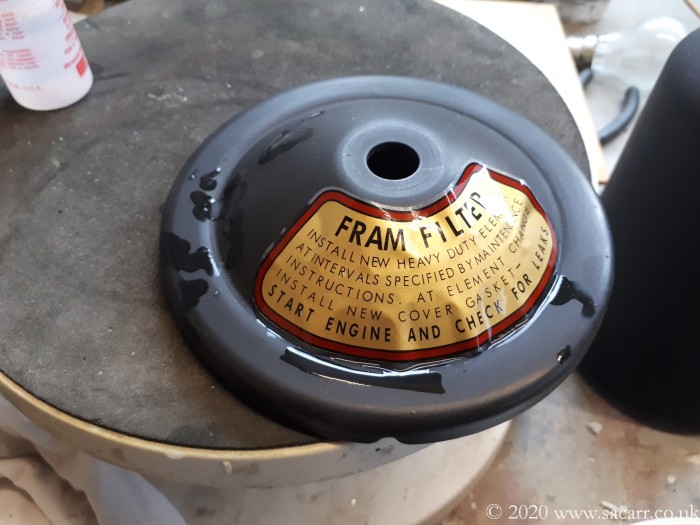 FRAM FILTER
INSTALL NEW HEAVY DUTY ELEMENT
AT INTERVALS SPECIFIED BY MAINTENANCE
INSTRUCTIONS. AT ELEMENT CHANGE
INSTALL NEW COVER GASKET-
START ENGINE AND CHECK FOR LEAKS
© 2020 www.sacarr.co.uk